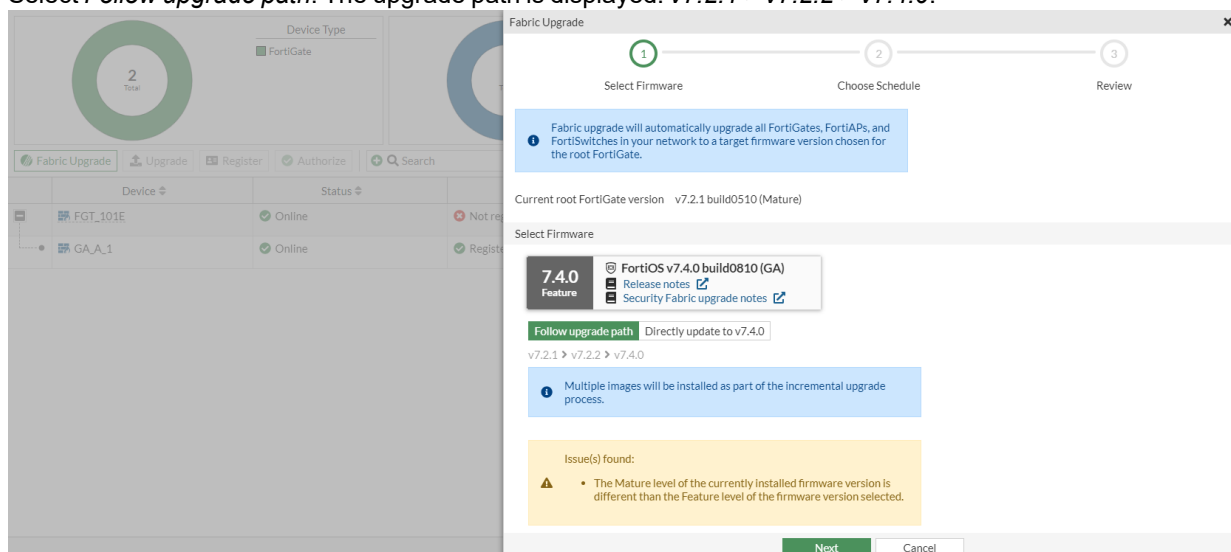 Select Follow upgrade path. The upgrade path is displayed: v7.2.1 > v7.2.2 > v7.4.0.
Device Type
FortiGate
2
Total
Fabric Upgrade
Upgrade
Register
Authorize
Search
Device
Status
FGT_101E
Online
Not re
GA_A_1
Online
Registe
Fabric Upgrade
1
2
3
Select Firmware
Choose Schedule
Review
Fabric upgrade will automatically upgrade all FortiGates, FortiAPs, and
FortiSwitches in your network to a target firmware version chosen for
the root FortiGate.
Current root FortiGate version v7.2.1 build0510 (Mature)
Select Firmware
7.4.0
Feature
FortiOS v7.4.0 build0810 (GA)
Release notes
Security Fabric upgrade notes
Follow upgrade path Directly update to v7.4.0
v7.2.1 > v7.2.2 > v7.4.0
Multiple images will be installed as part of the incremental upgrade
process.
Issue(s) found:
• The Mature level of the currently installed firmware version is
different than the Feature level of the firmware version selected.
Next
Cancel